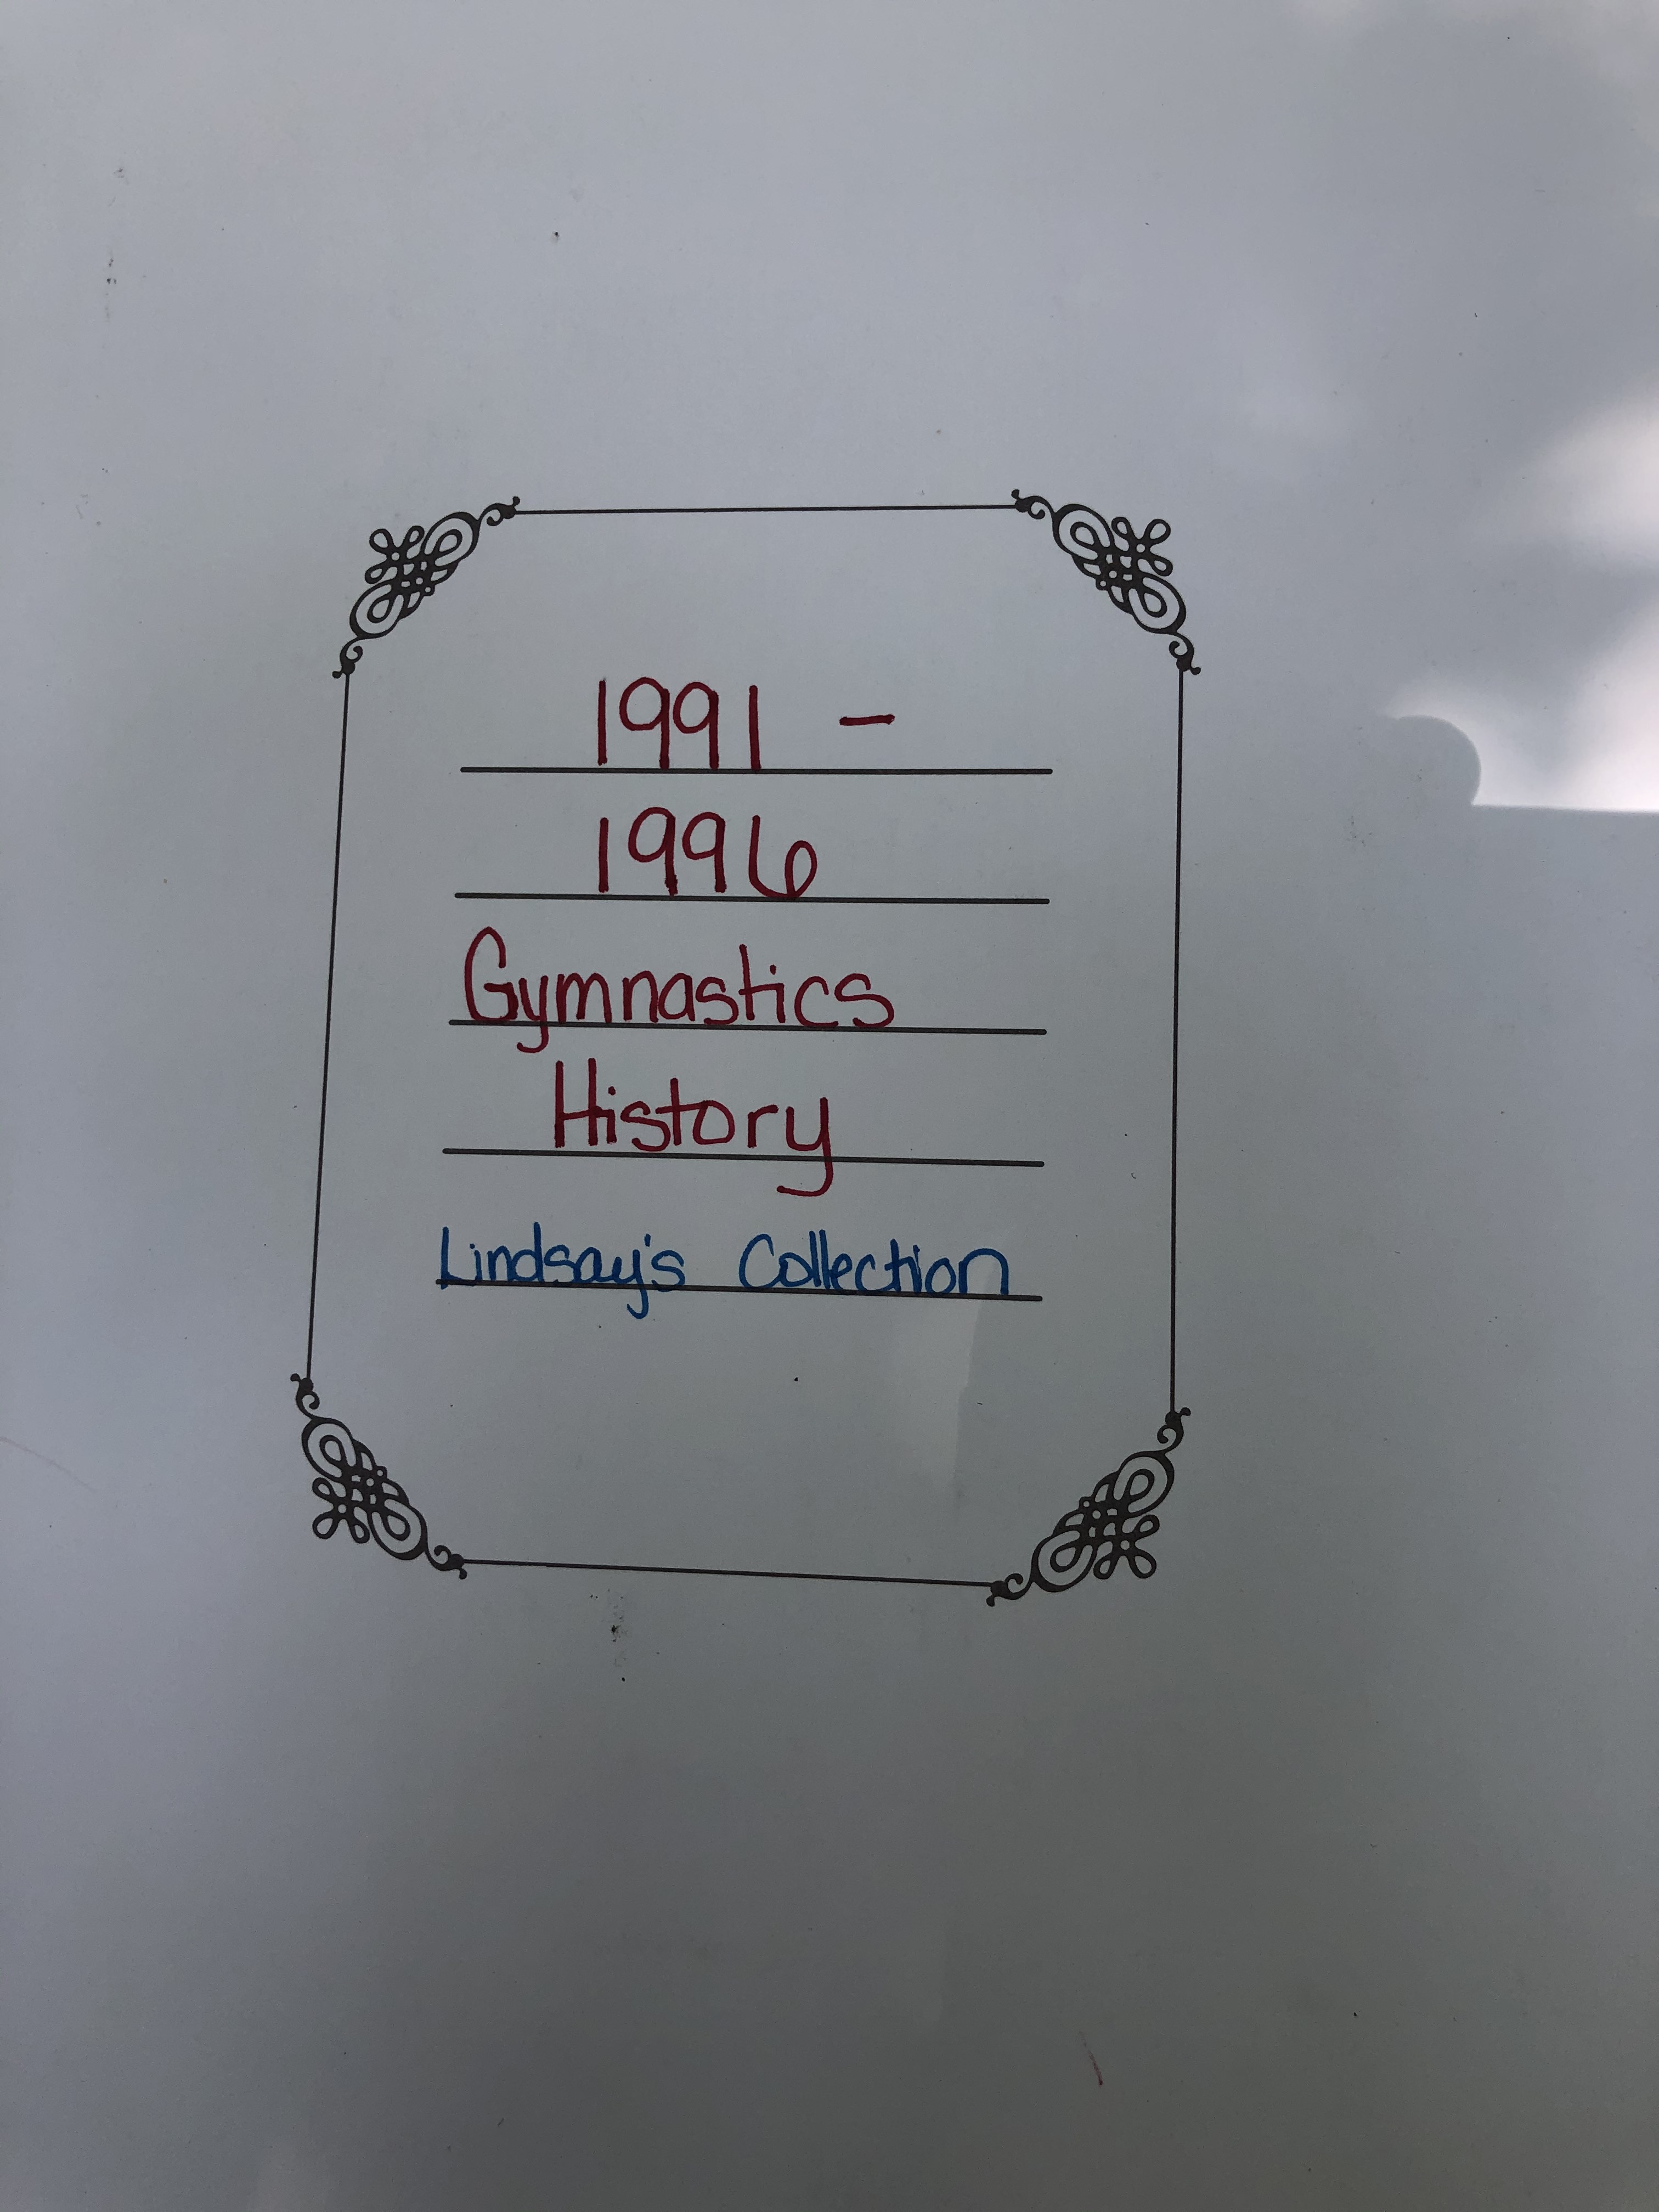 1991 -
1996
Gymnastics
History
Lindsay's Collection